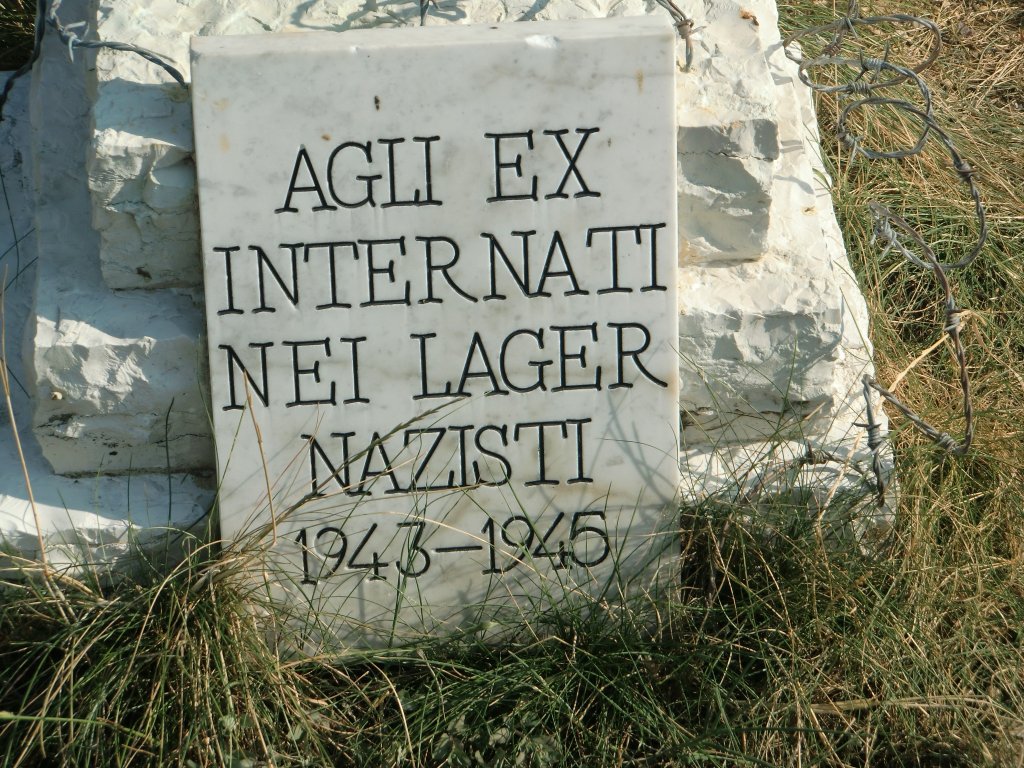 AGLI EX
INTERNATI
NEI LAGER
NAZISTI
1943-1945